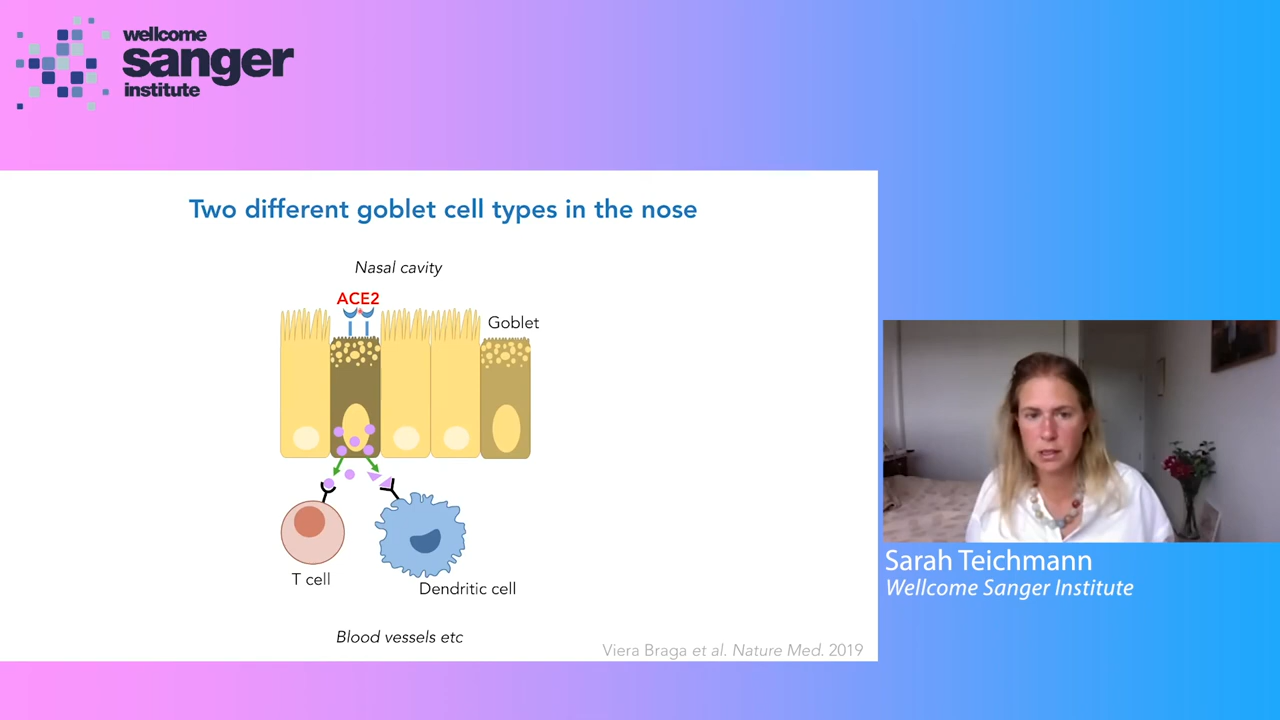 wellcome
sanger
institute
Two different goblet cell types in the nose
Nasal cavity
ACE2
Goblet
T cell
Dendritic cell
Blood vessels etc
Viera Braga et al. Nature Med. 2019
Sarah Teichmann
Wellcome Sanger Institute